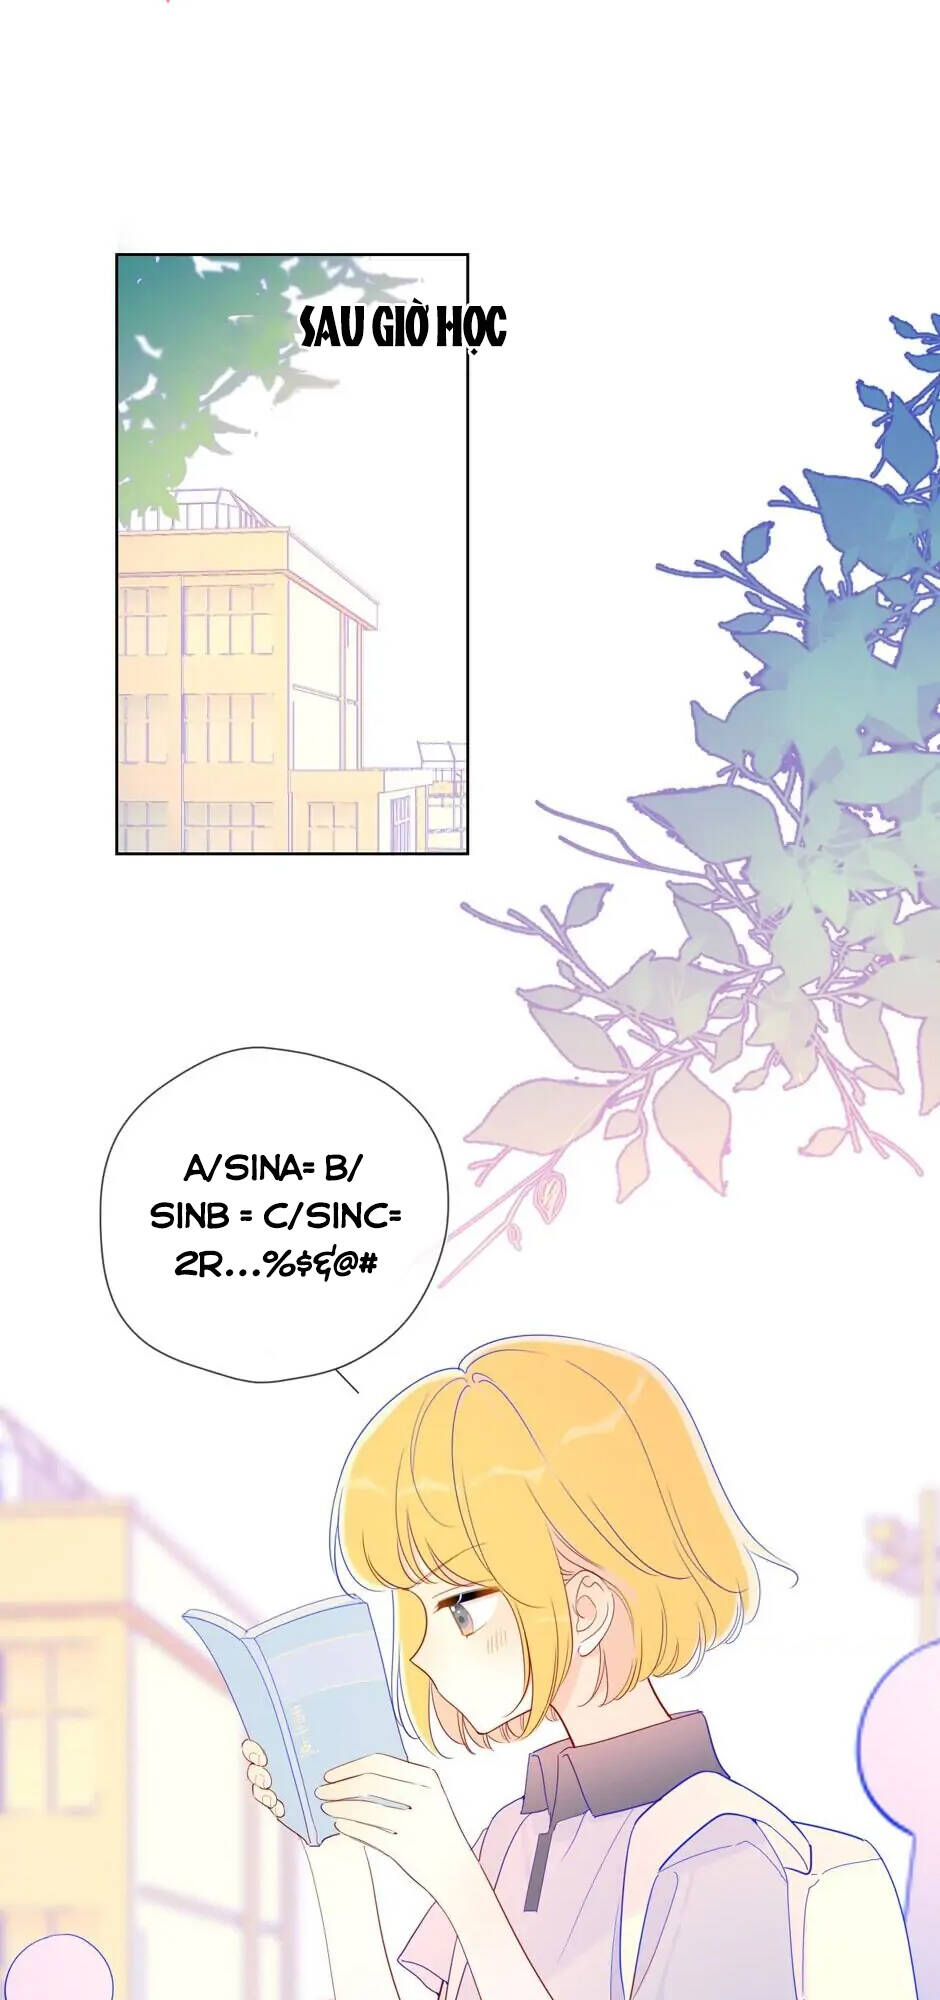 SAU GIỜ HỌC
A/SINA= B/
SINB = C/SINC=
2R...%$&@#